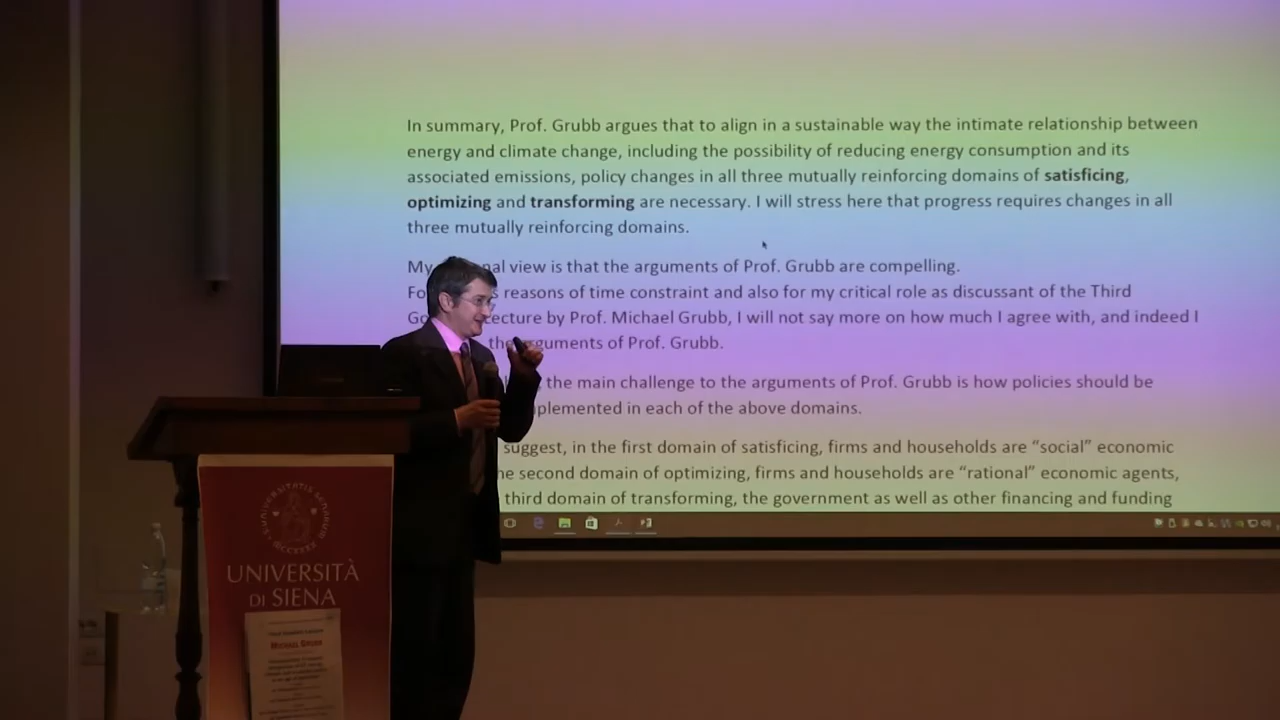 In summary, Prof. Grubb argues that to align in a sustainable way the intimate relationship between
energy and climate change, including the possibility of reducing energy consumption and its
associated emissions, policy changes in all three mutually reinforcing domains of satisficing,
optimizing and transforming are necessary. I will stress here that progress requires changes in all
three mutually reinforcing domains.
My nal view is that the arguments of Prof. Grubb are compelling.
Fo s reasons of time constraint and also for my critical role as discussant of the Third
Go ecture by Prof. Michael Grubb, I will not say more on how much I agree with, and indeed I
the arguments of Prof. Grubb.
the main challenge to the arguments of Prof. Grubb is how policies should be
plemented in each of the above domains.
suggest, in the first domain of satisficing, firms and households are “social” economic
he second domain of optimizing, firms and households are “rational” economic agents,
third domain of transforming, the government as well as other financing and funding
UNIVERSITÀ
DI SIENA
MICHAEL GRUBB